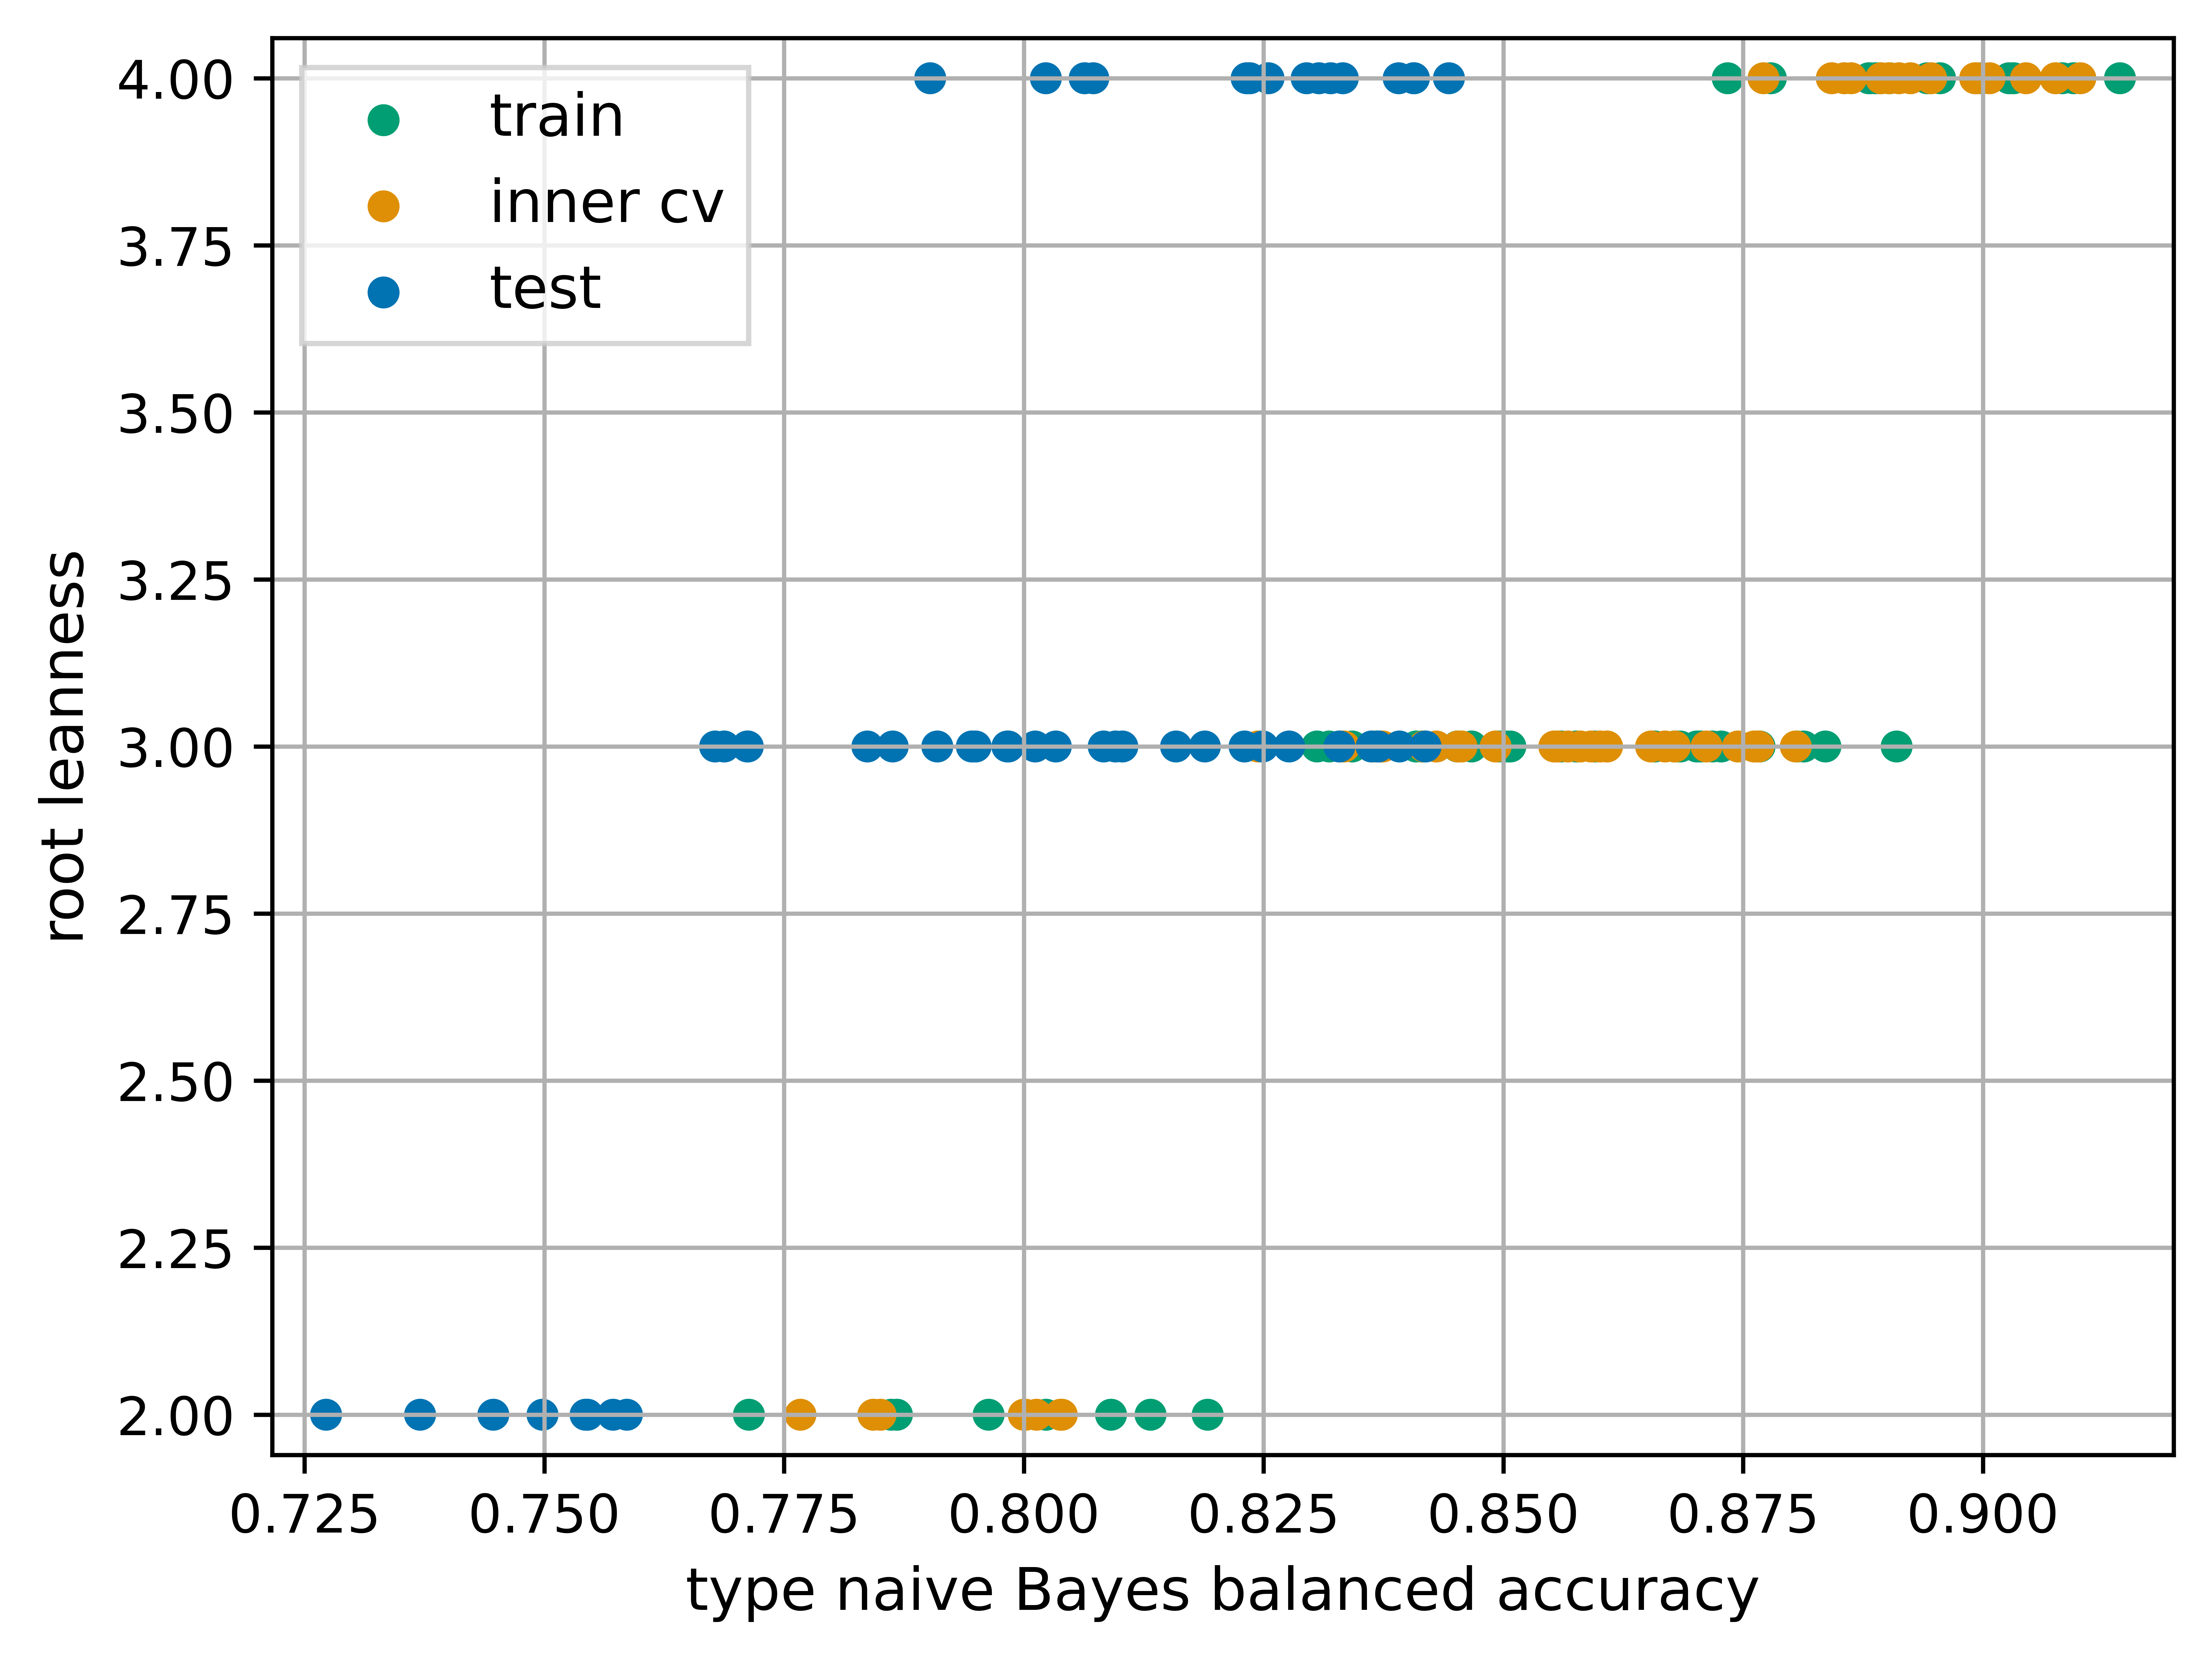 4.00
3.75
3.50
3.25
3.00
2.75
2.50
2.25
2.00
root leanness
train
inner cv
test
0.725 0.750 0.775 0.800 0.825 0.850 0.875 0.900
type naive Bayes balanced accuracy